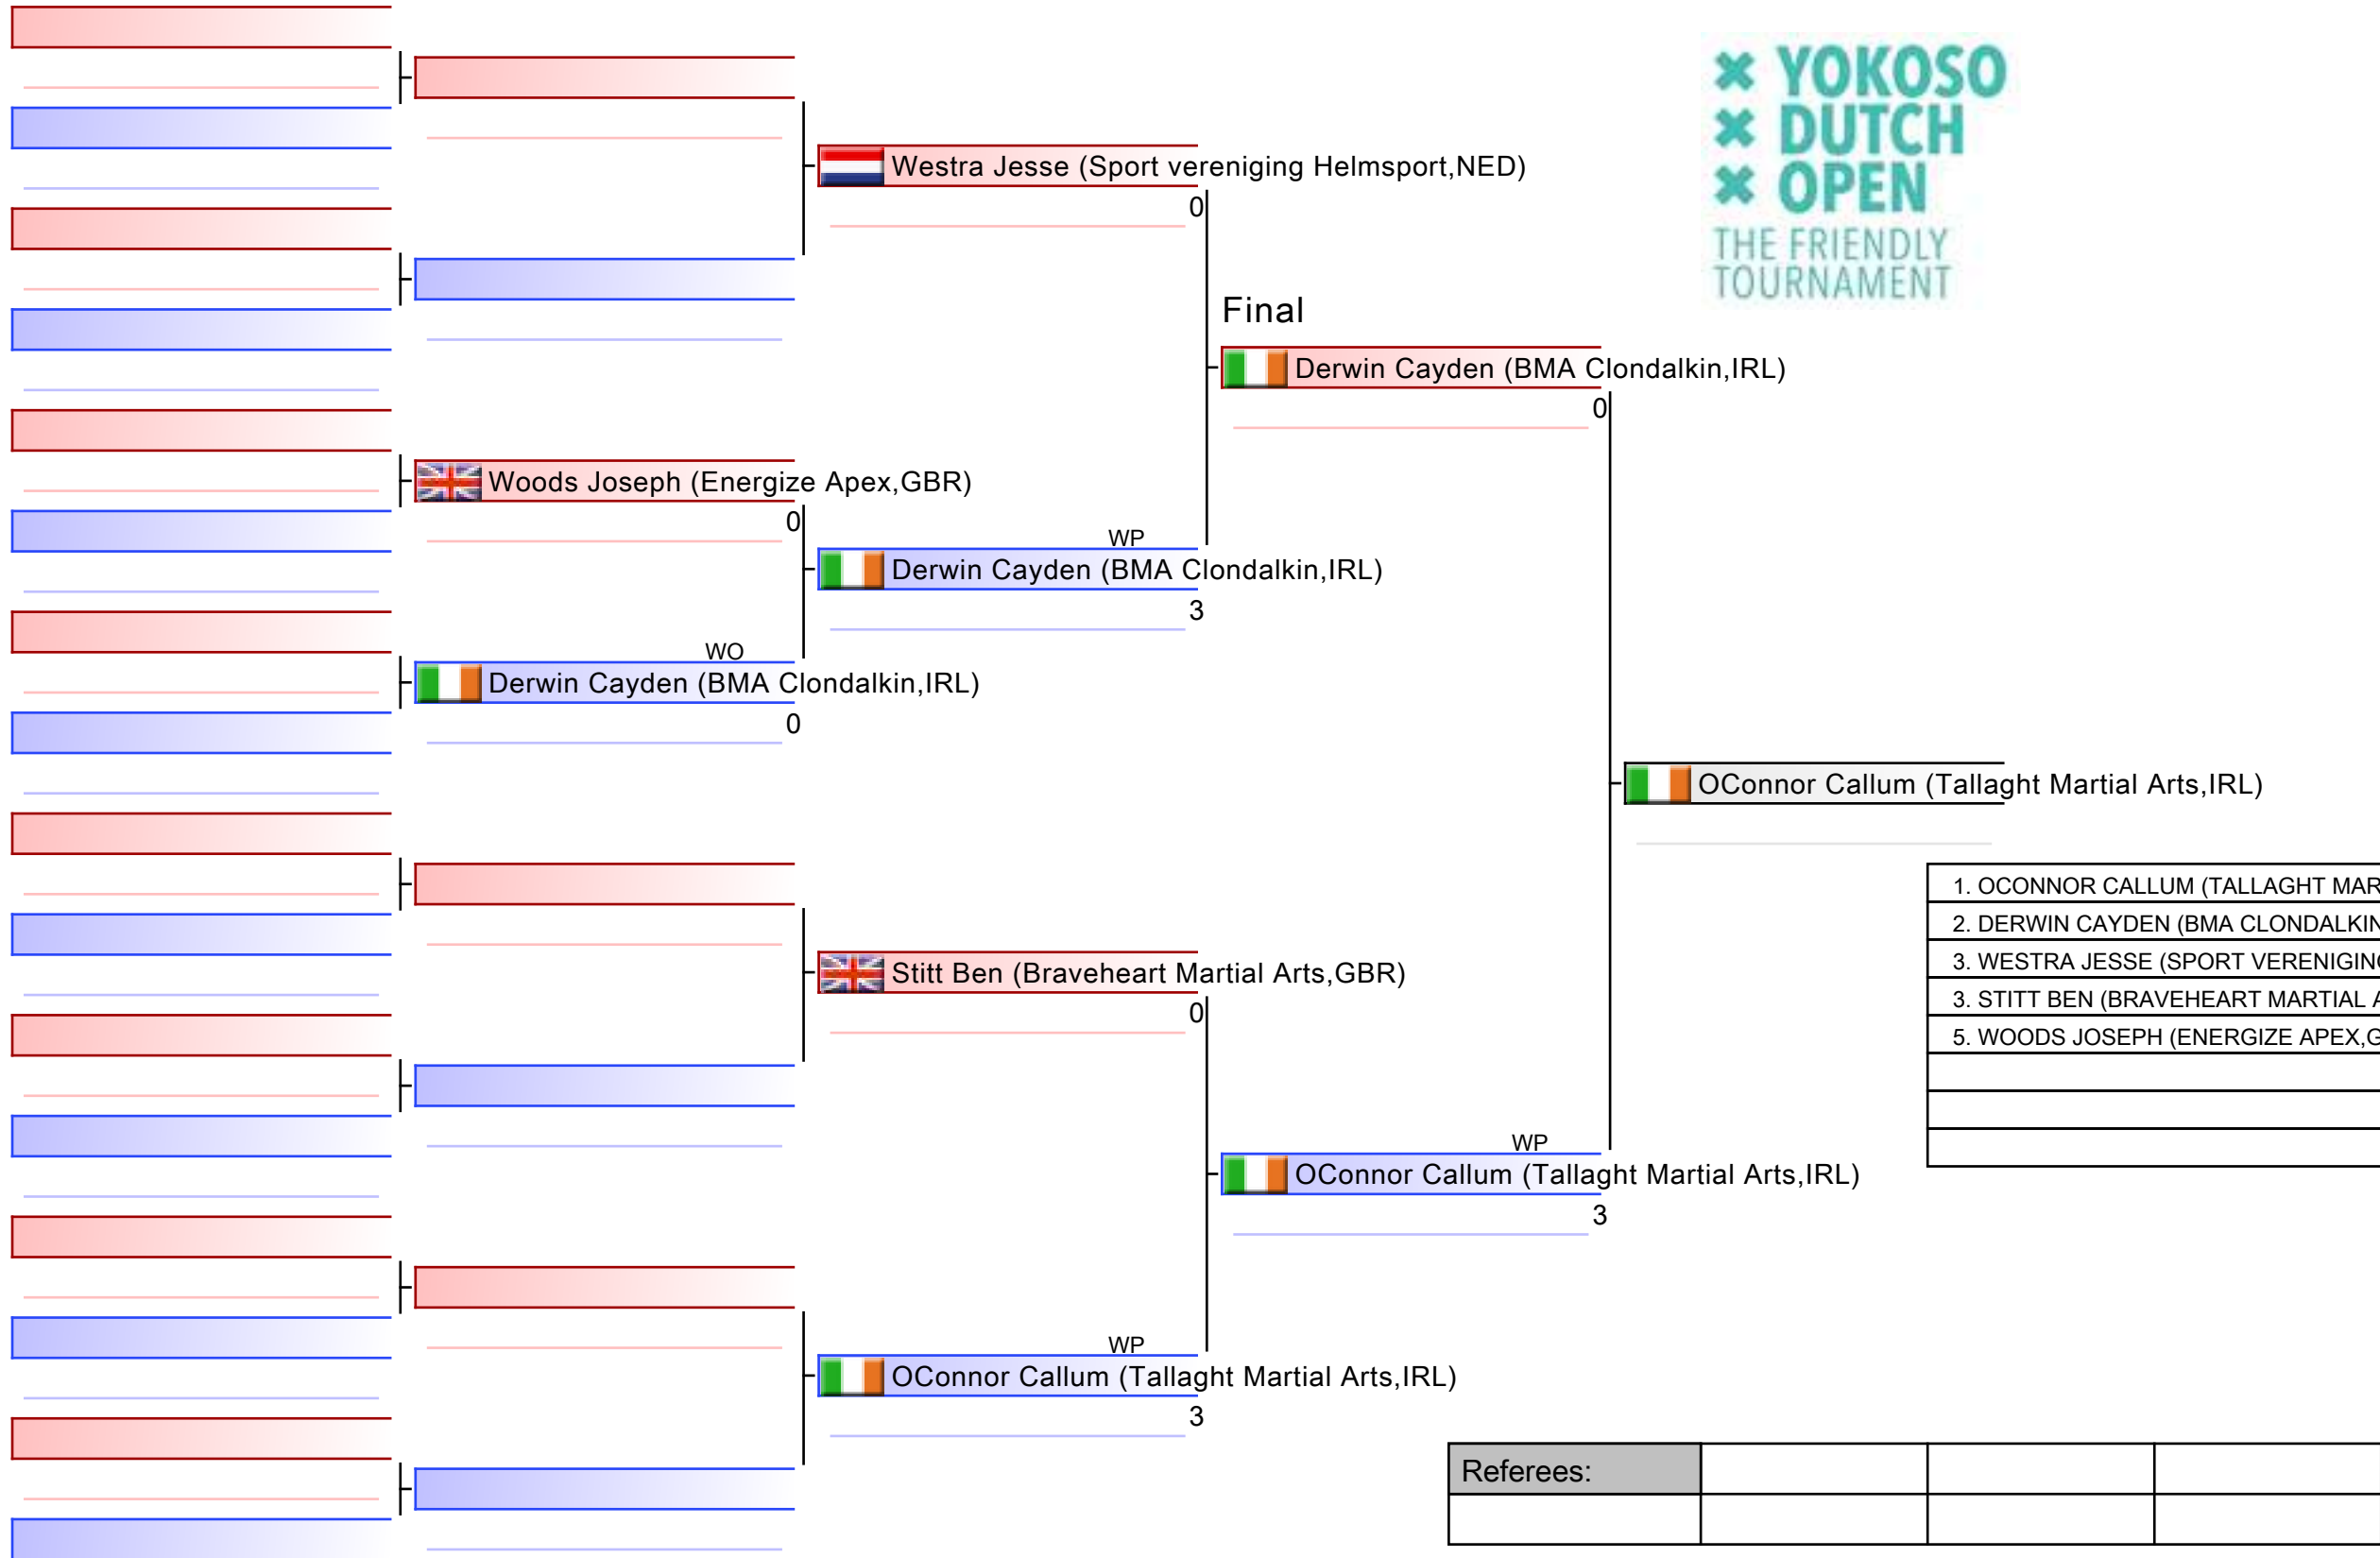 YOKOSO
DUTCH
OPEN
THE FRIENDLY
TOURNAMENT
Westra Jesse (Sport vereniging Helmsport,NED)
0
Final
Derwin Cayden (BMA Clondalkin,IRL)
0
Woods Joseph (Energize Apex,GBR)
0
WP
Derwin Cayden (BMA Clondalkin,IRL)
3
WO
Derwin Cayden (BMA Clondalkin,IRL)
0
OConnor Callum (Tallaght Martial Arts,IRL)
1. OCONNOR CALLUM (TALLAGHT MAR
2. DERWIN CAYDEN (BMA CLONDALKIN
3. WESTRA JESSE (SPORT VERENIGING
3. STITT BEN (BRAVEHEART MARTIAL A
5. WOODS JOSEPH (ENERGIZE APEX,G
Stitt Ben (Braveheart Martial Arts,GBR)
0
WP
OConnor Callum (Tallaght Martial Arts,IRL)
3
WP
OConnor Callum (Tallaght Martial Arts,IRL)
3
Referees: